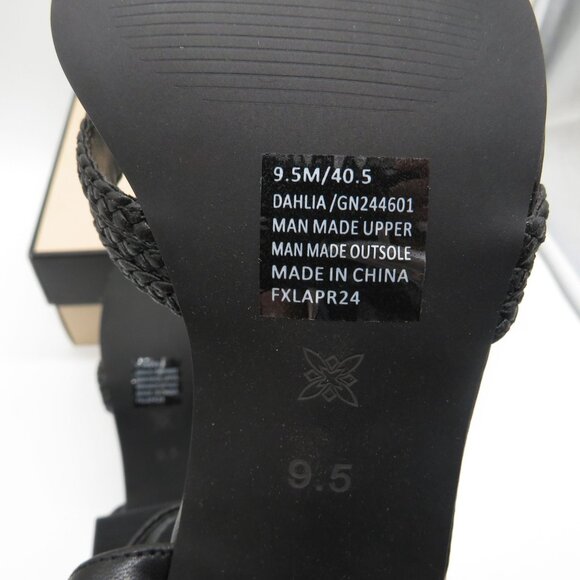 9.5M/40.5
DAHLIA /GN244601
MAN MADE UPPER
MAN MADE OUTSOLE
MADE IN CHINA
FXLAPR24
9.5